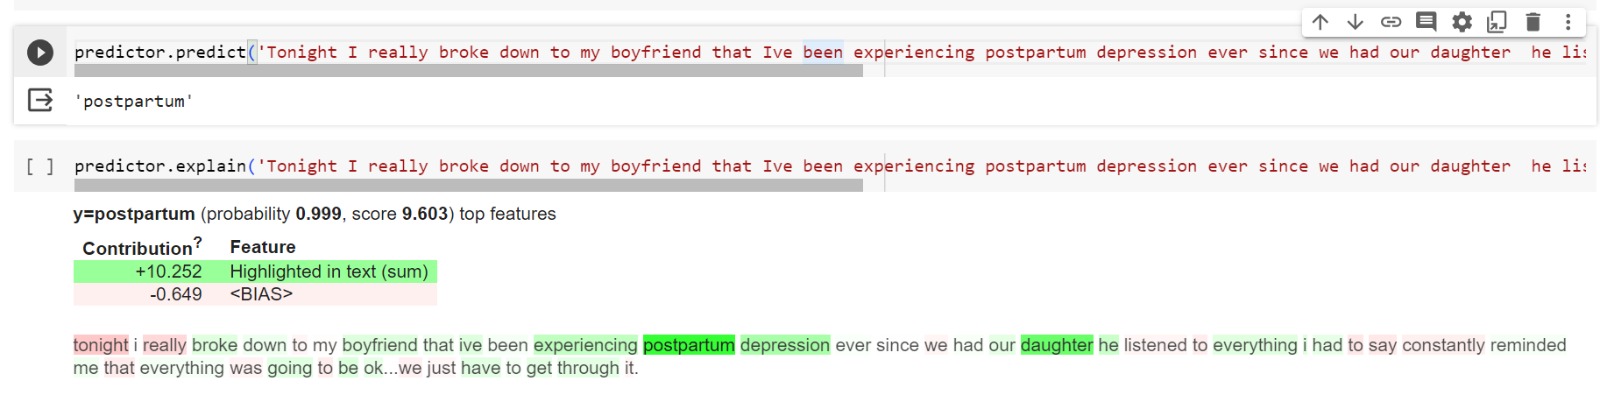 predictor.predict('Tonight I really broke down to my boyfriend that Ive been experiencing postpartum depression ever since we had our daughter  he lis
'postpartum'
[ ] predictor.explain('Tonight I really broke down to my boyfriend that Ive been experiencing postpartum depression ever since we had our daughter  he lis
y=postpartum (probability 0.999, score 9.603) top features
Contribution? Feature
+10.252 Highlighted in text (sum)
-0.649 <BIAS>
tonight i really broke down to my boyfriend that ive been experiencing postpartum depression ever since we had our daughter he listened to everything i had to say constantly reminded
me that everything was going to be ok...we just have to get through it.